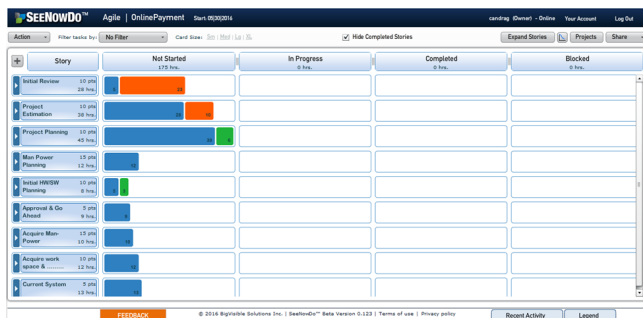 SEENOWDO™ Agile | OnlinePayment Start: 05/30/2016 candrag (Owner) - Online Your Account Log Out
Action Filter tasks by: No Filter Card Size: Sm | Med | Lg | XL Hide Completed Stories Expand Stories Projects Share
+ Story Not Started In Progress Completed Blocked
175 hrs. 0 hrs. 0 hrs. 0 hrs.
Initial Review 10 pts
28 hrs.
Project 10 pts
Estimation 38 hrs.
Project Planning 10 pts
45 hrs.
Man Power 15 pts
Planning 12 hrs.
Initial HW/SW 10 pts
Planning 8 hrs.
Approval & Go 5 pts
Ahead 9 hrs.
Acquire Man- 15 pts
Power 10 hrs.
Acquire work 10 pts
space & ......... 12 hrs.
Current System 5 pts
13 hrs.
FEEDBACK © 2016 BigVisible Solutions Inc. | SeeNowDo™ Beta Version 0.123 | Terms of use | Privacy policy Recent Activity Legend